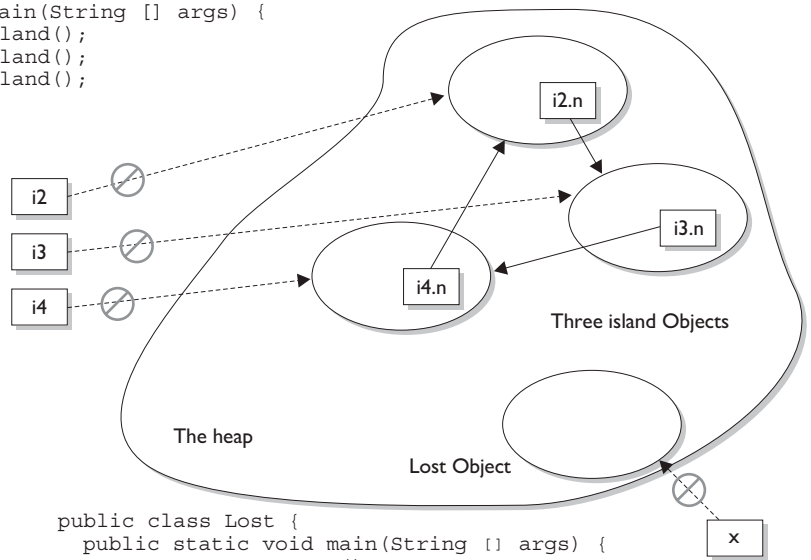 main(String [] args) {
land();
land();
land();
i2.n
i2
i3
i3.n
i4
i4.n
Three island Objects
The heap
Lost Object
public class Lost {
public static void main(String [] args) {
x